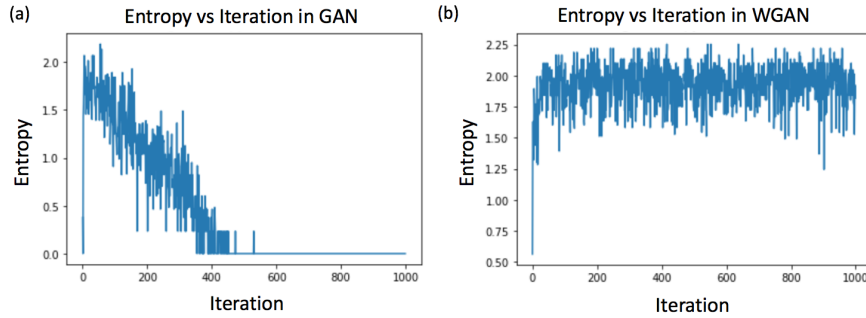 (a) Entropy vs Iteration in GAN
Entropy
2.0
1.5
1.0
0.5
0.0
0 200 400 600 800 1000
Iteration
(b) Entropy vs Iteration in WGAN
Entropy
2.25
2.00
1.75
1.50
1.25
1.00
0.75
0.50
0 200 400 600 800 1000
Iteration